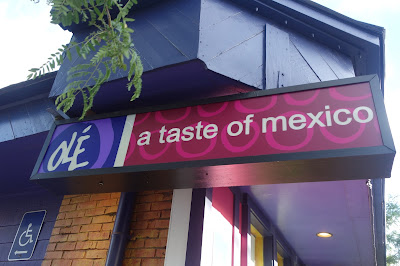 OLÉ
a taste of mexico